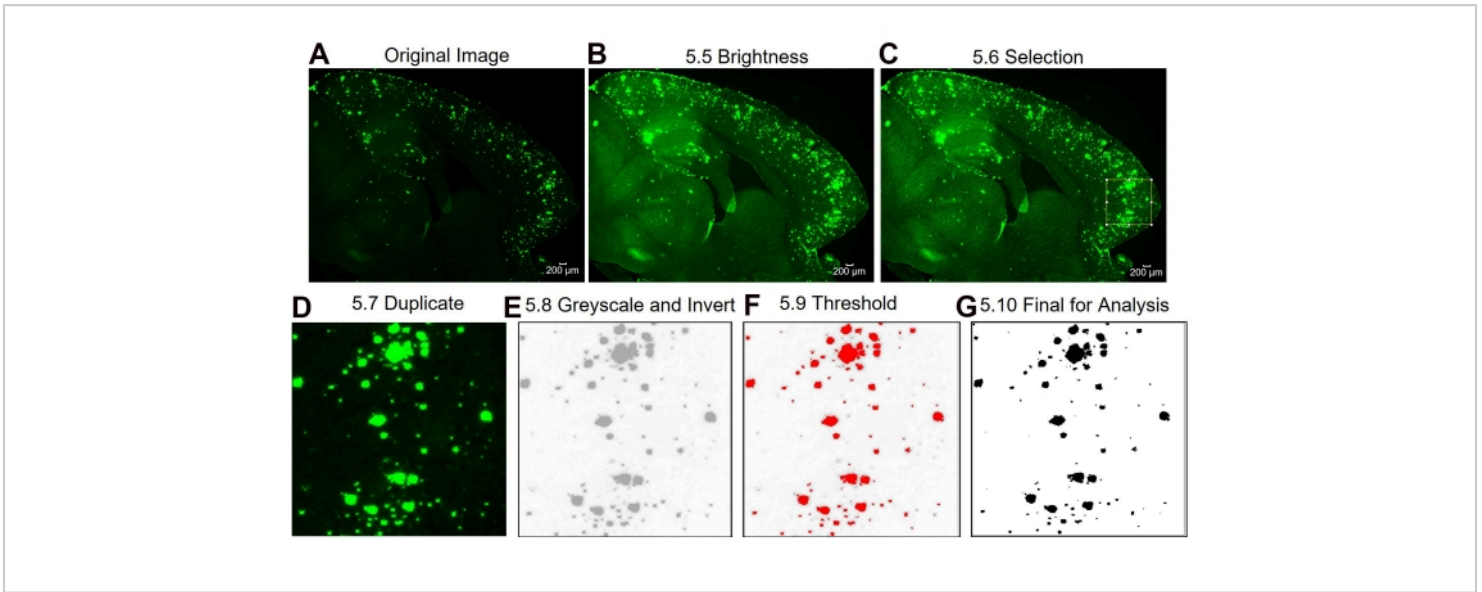 A Original Image
B 5.5 Brightness
C 5.6 Selection
200 µm
200 µm
200 µm
D 5.7 Duplicate
E 5.8 Greyscale and Invert
F 5.9 Threshold
G 5.10 Final for Analysis